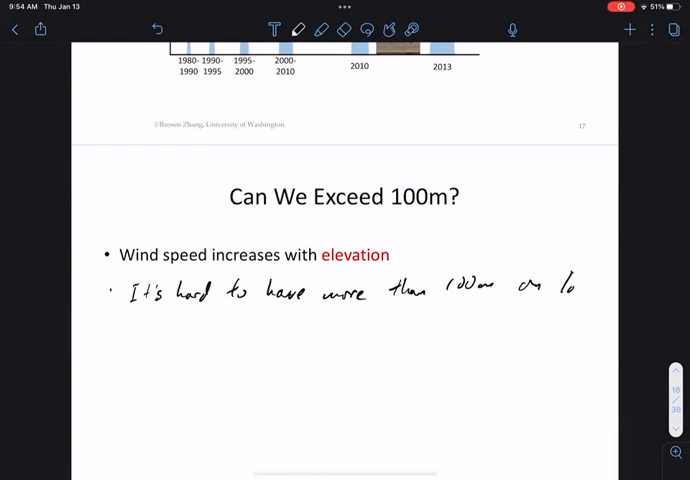 9:54 AM Thu Jan 13
51%
1980-1990 1990-1995 1995-2000 2000-2010 2010 2013
©Baosen Zhang, University of Washington 17
Can We Exceed 100m?
• Wind speed increases with elevation
• It's hard to have more than 100m on
18
/
38